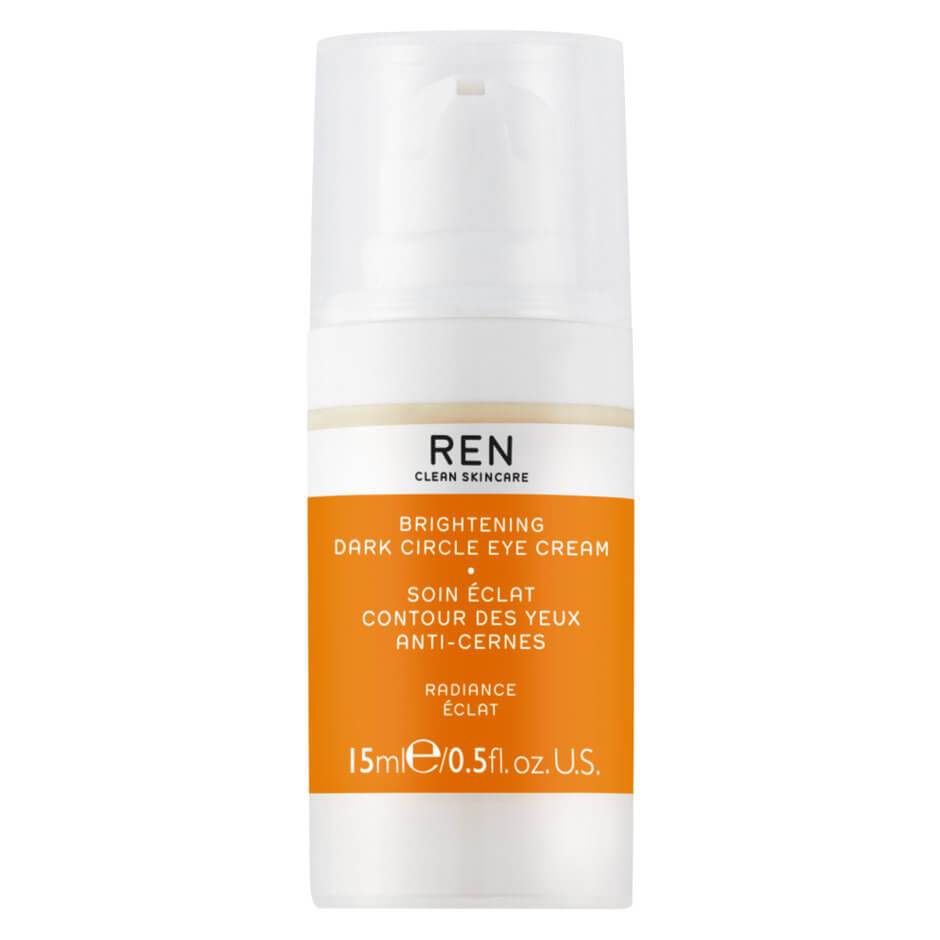 REN
CLEAN SKINCARE
BRIGHTENING
DARK CIRCLE EYE CREAM
•
SOIN ÉCLAT
CONTOUR DES YEUX
ANTI-CERNES
RADIANCE
ÉCLAT
15ml℮/0.5fl.oz.U.S.